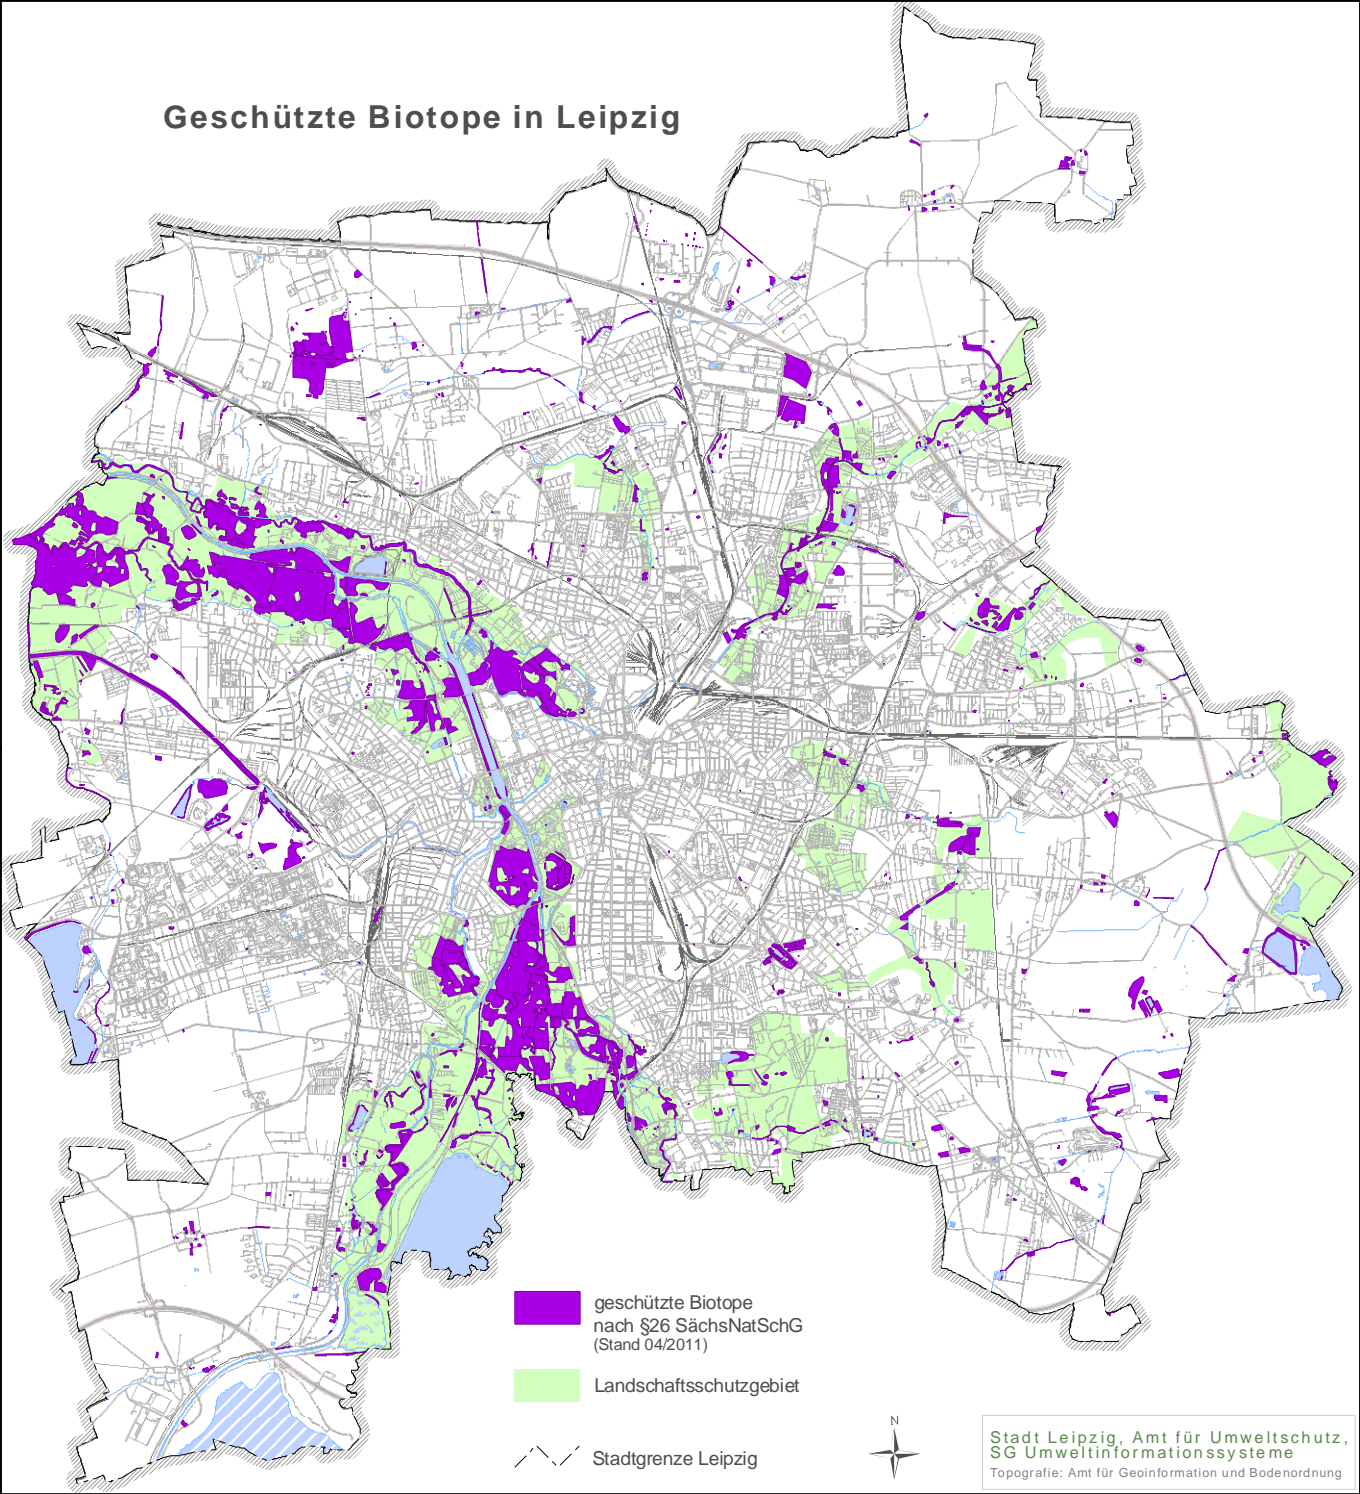 Geschützte Biotope in Leipzig
geschützte Biotope
nach §26 SächsNatSchG
(Stand 04/2011)
Landschaftsschutzgebiet
Stadtgrenze Leipzig
N
Stadt Leipzig, Amt für Umweltschutz,
SG Umweltinformationssysteme
Topografie: Amt für Geoinformation und Bodenordnung